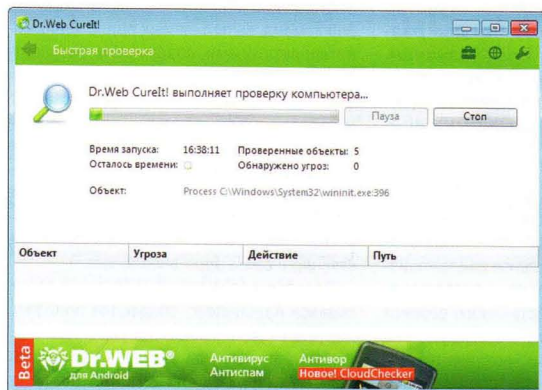 Dr.Web CureIt!
Быстрая проверка
Dr.Web CureIt! выполняет проверку компьютера...
Пауза
Стоп
Время запуска: 16:38:11 Проверенные объекты: 5
Осталось времени: Обнаружено угроз: 0
Объект: Process C:\Windows\System32\wininit.exe:396
Объект Угроза Действие Путь
Beta
Dr.WEB®
для Android
Антивирус Антивор
Антиспам Новое! CloudChecker